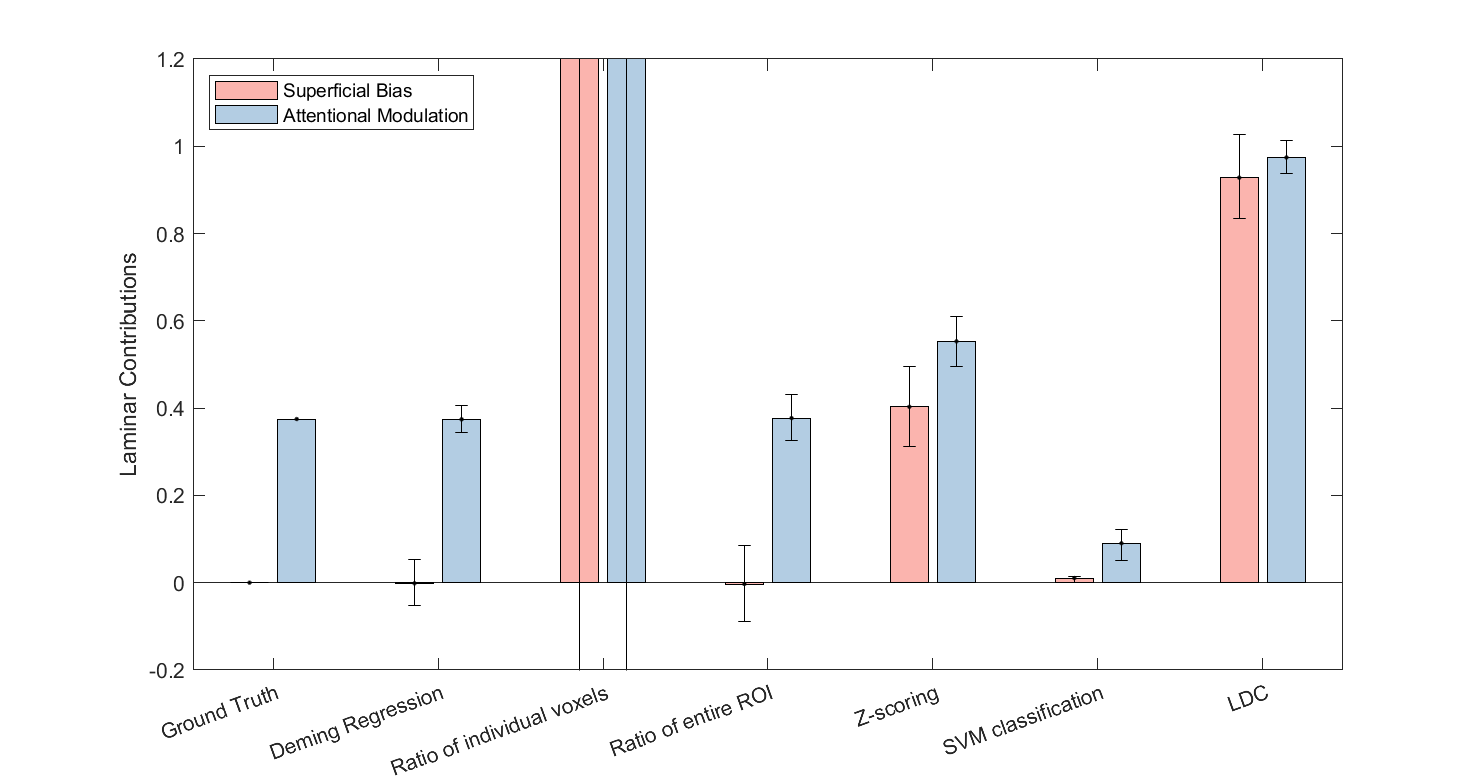 1.2
1
0.8
0.6
0.4
0.2
0
-0.2
Laminar Contributions
Superficial Bias
Attentional Modulation
Ground Truth
Deming Regression
Ratio of individual voxels
Ratio of entire ROI
Z-scoring
SVM classification
LDC